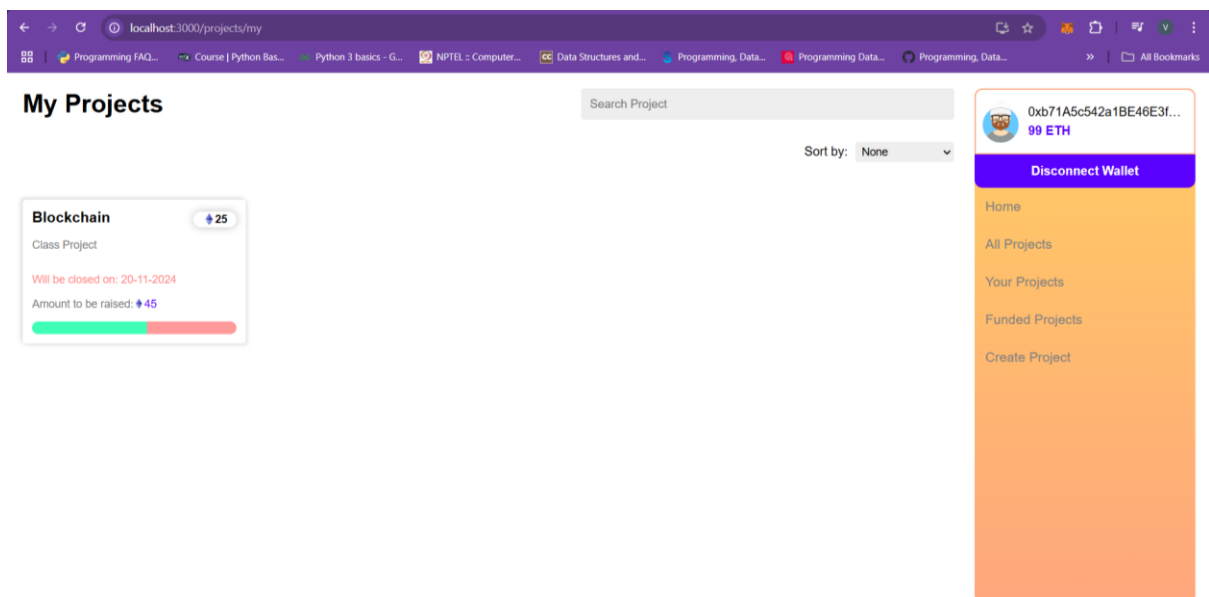 localhost:3000/projects/my
Programming FAQ... Course | Python Bas... Python 3 basics - G... NPTEL :: Computer... CC Data Structures and... Programming, Data... Programming Data... Programming, Data... » All Bookmarks
My Projects
Search Project
Sort by: None
0xb71A5c542a1BE46E3f...
99 ETH
Disconnect Wallet
Home
All Projects
Your Projects
Funded Projects
Create Project
Blockchain
25
Class Project
Will be closed on: 20-11-2024
Amount to be raised: 45